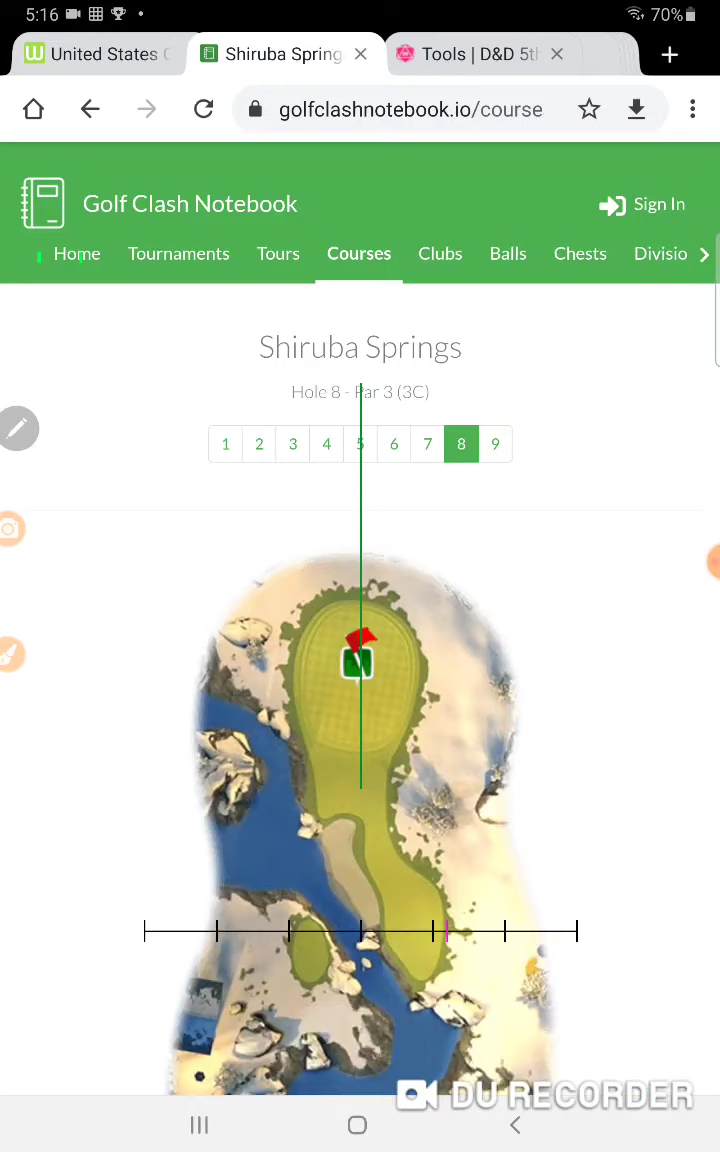 5:16 70%
United States Shiruba Spring Tools | D&D 5th
golfclashnotebook.io/course
Golf Clash Notebook Sign In
Home Tournaments Tours Courses Clubs Balls Chests Divisio
Shiruba Springs
Hole 8 - Par 3 (3C)
1 2 3 4 5 6 7 8 9
DU RECORDER